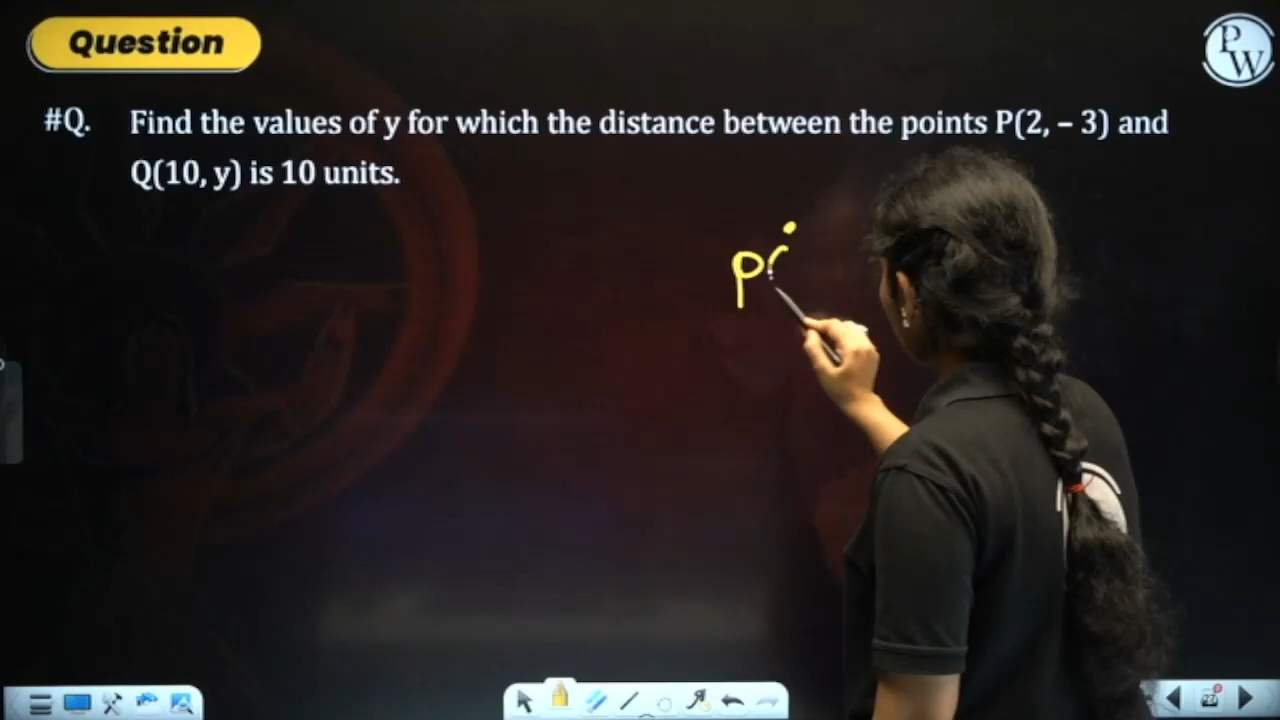 Question
PW
#Q. Find the values of y for which the distance between the points P(2, – 3) and
Q(10, y) is 10 units.
P
27